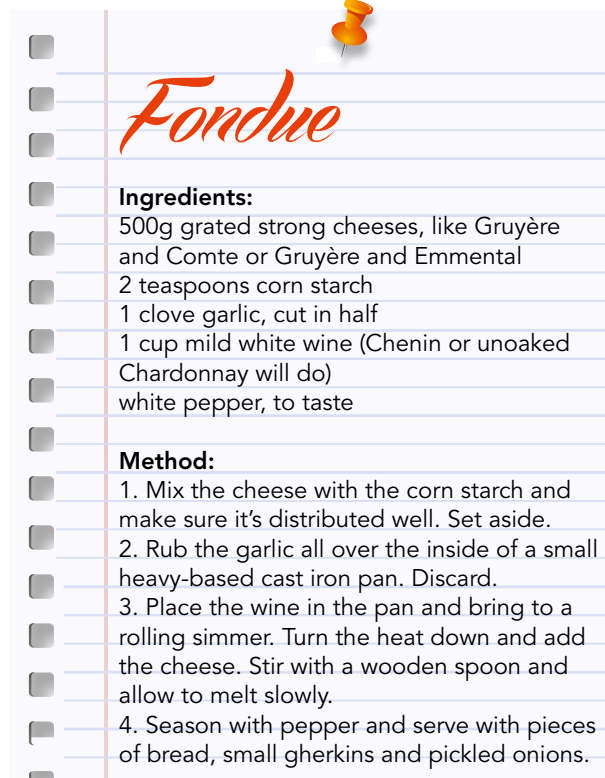 Fondue
Ingredients:
500g grated strong cheeses, like Gruyère
and Comte or Gruyère and Emmental
2 teaspoons corn starch
1 clove garlic, cut in half
1 cup mild white wine (Chenin or unoaked
Chardonnay will do)
white pepper, to taste
Method:
1. Mix the cheese with the corn starch and
make sure it’s distributed well. Set aside.
2. Rub the garlic all over the inside of a small
heavy-based cast iron pan. Discard.
3. Place the wine in the pan and bring to a
rolling simmer. Turn the heat down and add
the cheese. Stir with a wooden spoon and
allow to melt slowly.
4. Season with pepper and serve with pieces
of bread, small gherkins and pickled onions.